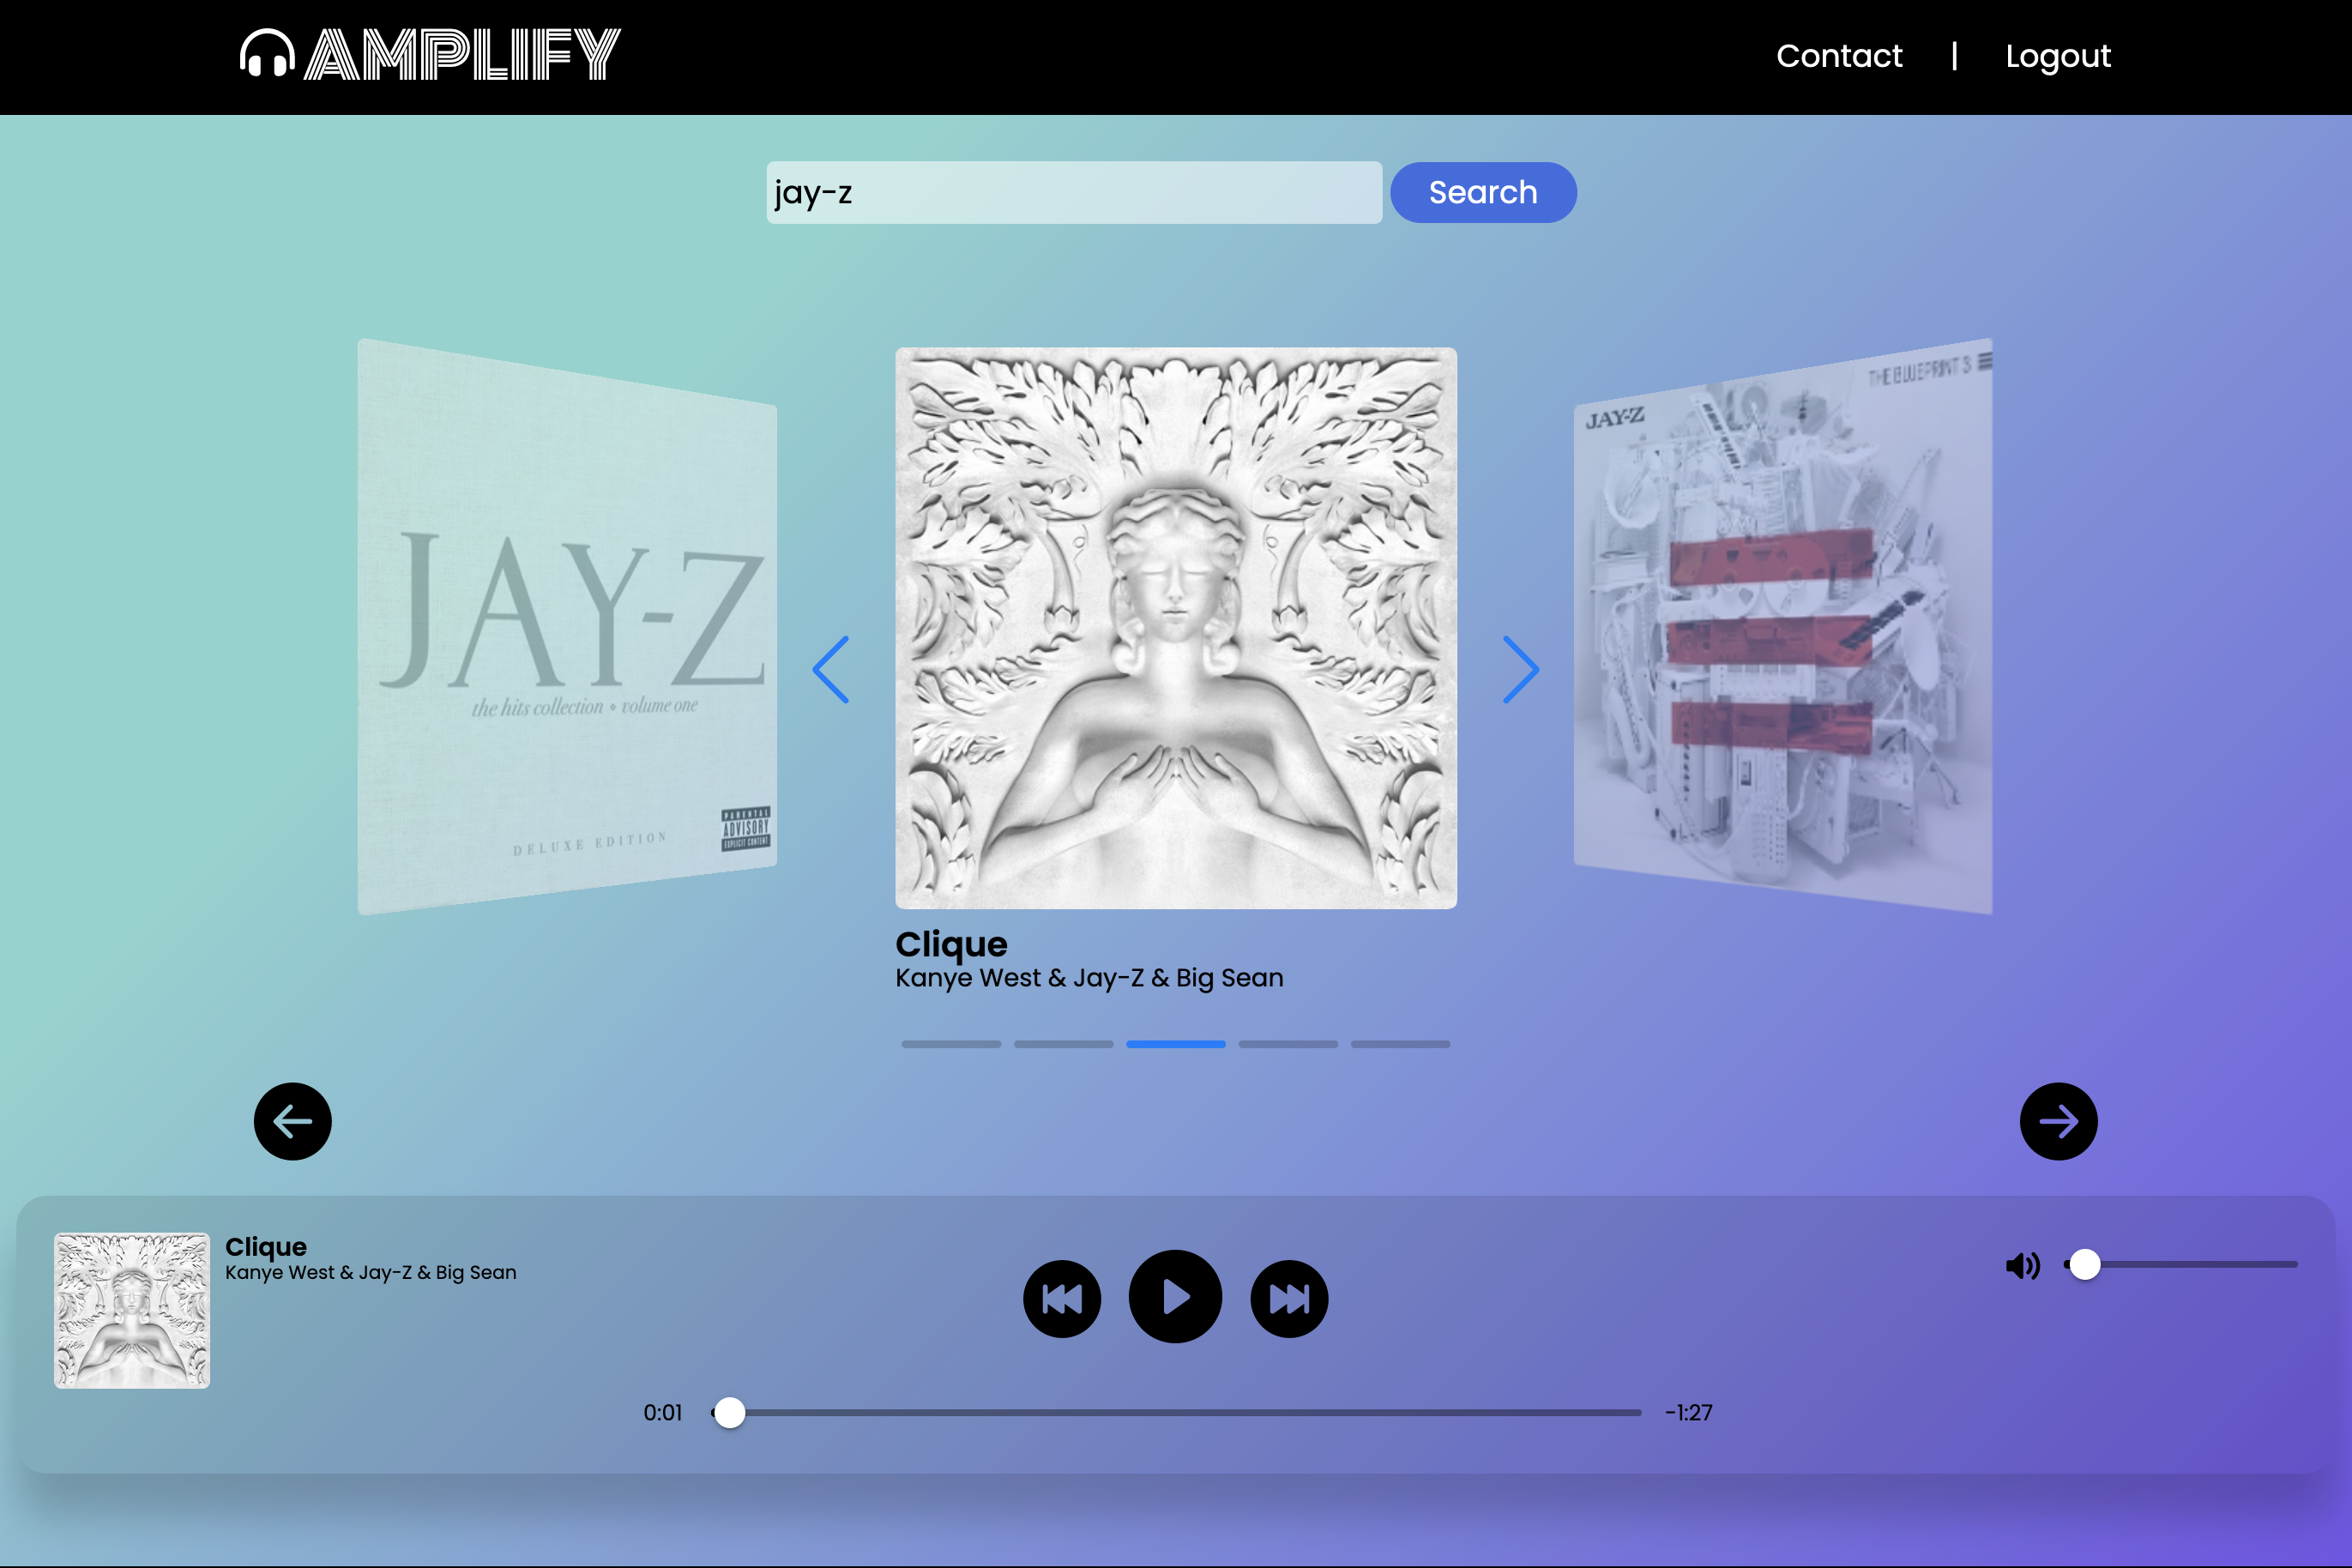 AMPLIFY
Contact | Logout
jay-z
Search
JAY-Z
the hits collection ⋄ volume one
DELUXE EDITION
PARENTAL
ADVISORY
EXPLICIT CONTENT
THE BLUEPRINT 3
JAY-Z
Clique
Kanye West & Jay-Z & Big Sean
Clique
Kanye West & Jay-Z & Big Sean
0:01
-1:27